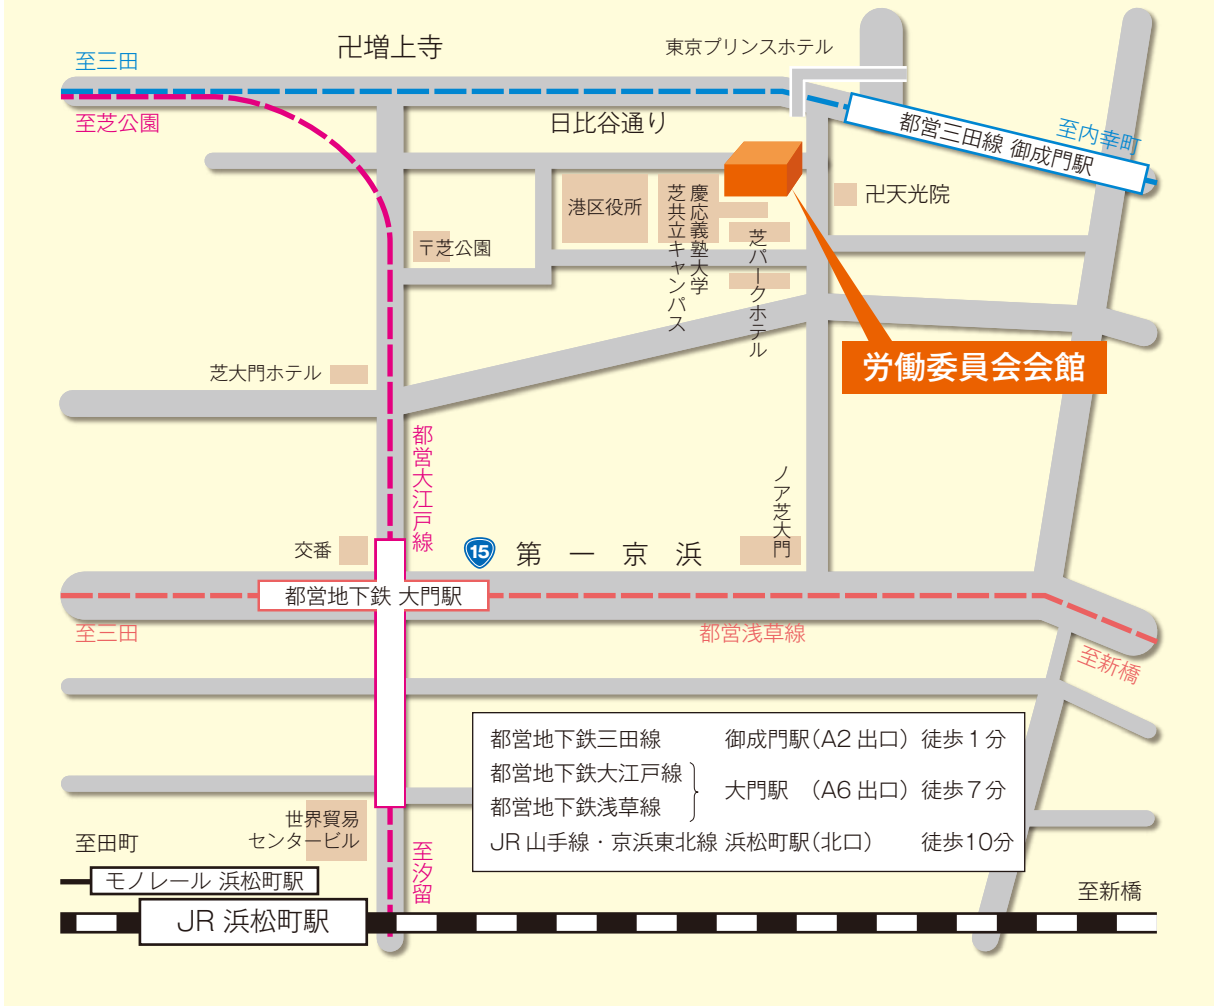 卍増上寺
東京プリンスホテル
至三田
至芝公園
日比谷通り
都営三田線 御成門駅
至内幸町
港区役所
慶応義塾大学
芝共立キャンパス
卍天光院
〒芝公園
芝パークホテル
労働委員会会館
芝大門ホテル
都営大江戸線
ノア芝大門
交番
15
第一京浜
都営地下鉄 大門駅
至三田
都営浅草線
至新橋
都営地下鉄三田線 御成門駅(A2出口) 徒歩1分
都営地下鉄大江戸線
都営地下鉄浅草線
大門駅 (A6出口) 徒歩7分
JR山手線・京浜東北線 浜松町駅(北口) 徒歩10分
世界貿易
センタービル
至田町
至汐留
モノレール 浜松町駅
至新橋
JR 浜松町駅